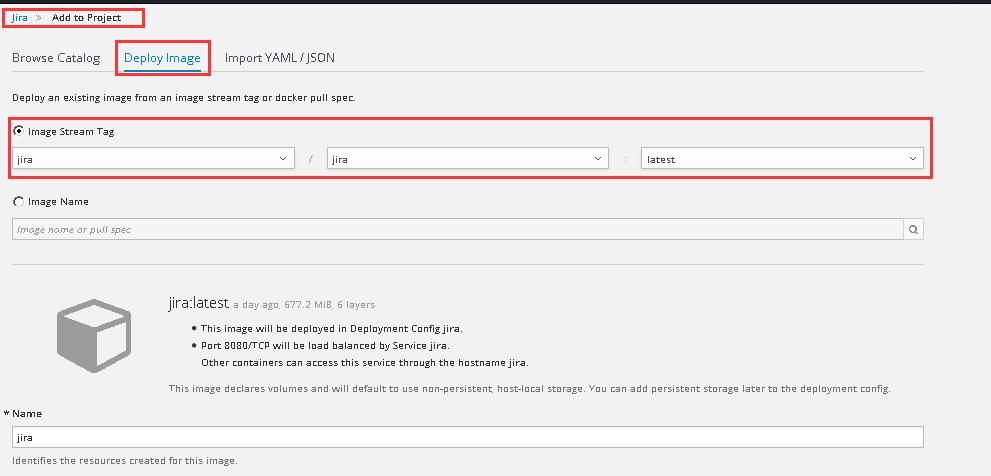 Jira » Add to Project
Browse Catalog Deploy Image Import YAML / JSON
Deploy an existing image from an image stream tag or docker pull spec.
Image Stream Tag
jira / jira : latest
Image Name
Image name or pull spec
jira:latest a day ago, 677.2 MiB, 6 layers
• This image will be deployed in Deployment Config jira.
• Port 8080/TCP will be load balanced by Service jira.
Other containers can access this service through the hostname jira.
This image declares volumes and will default to use non-persistent, host-local storage. You can add persistent storage later to the deployment config.
* Name
jira
Identifies the resources created for this image.